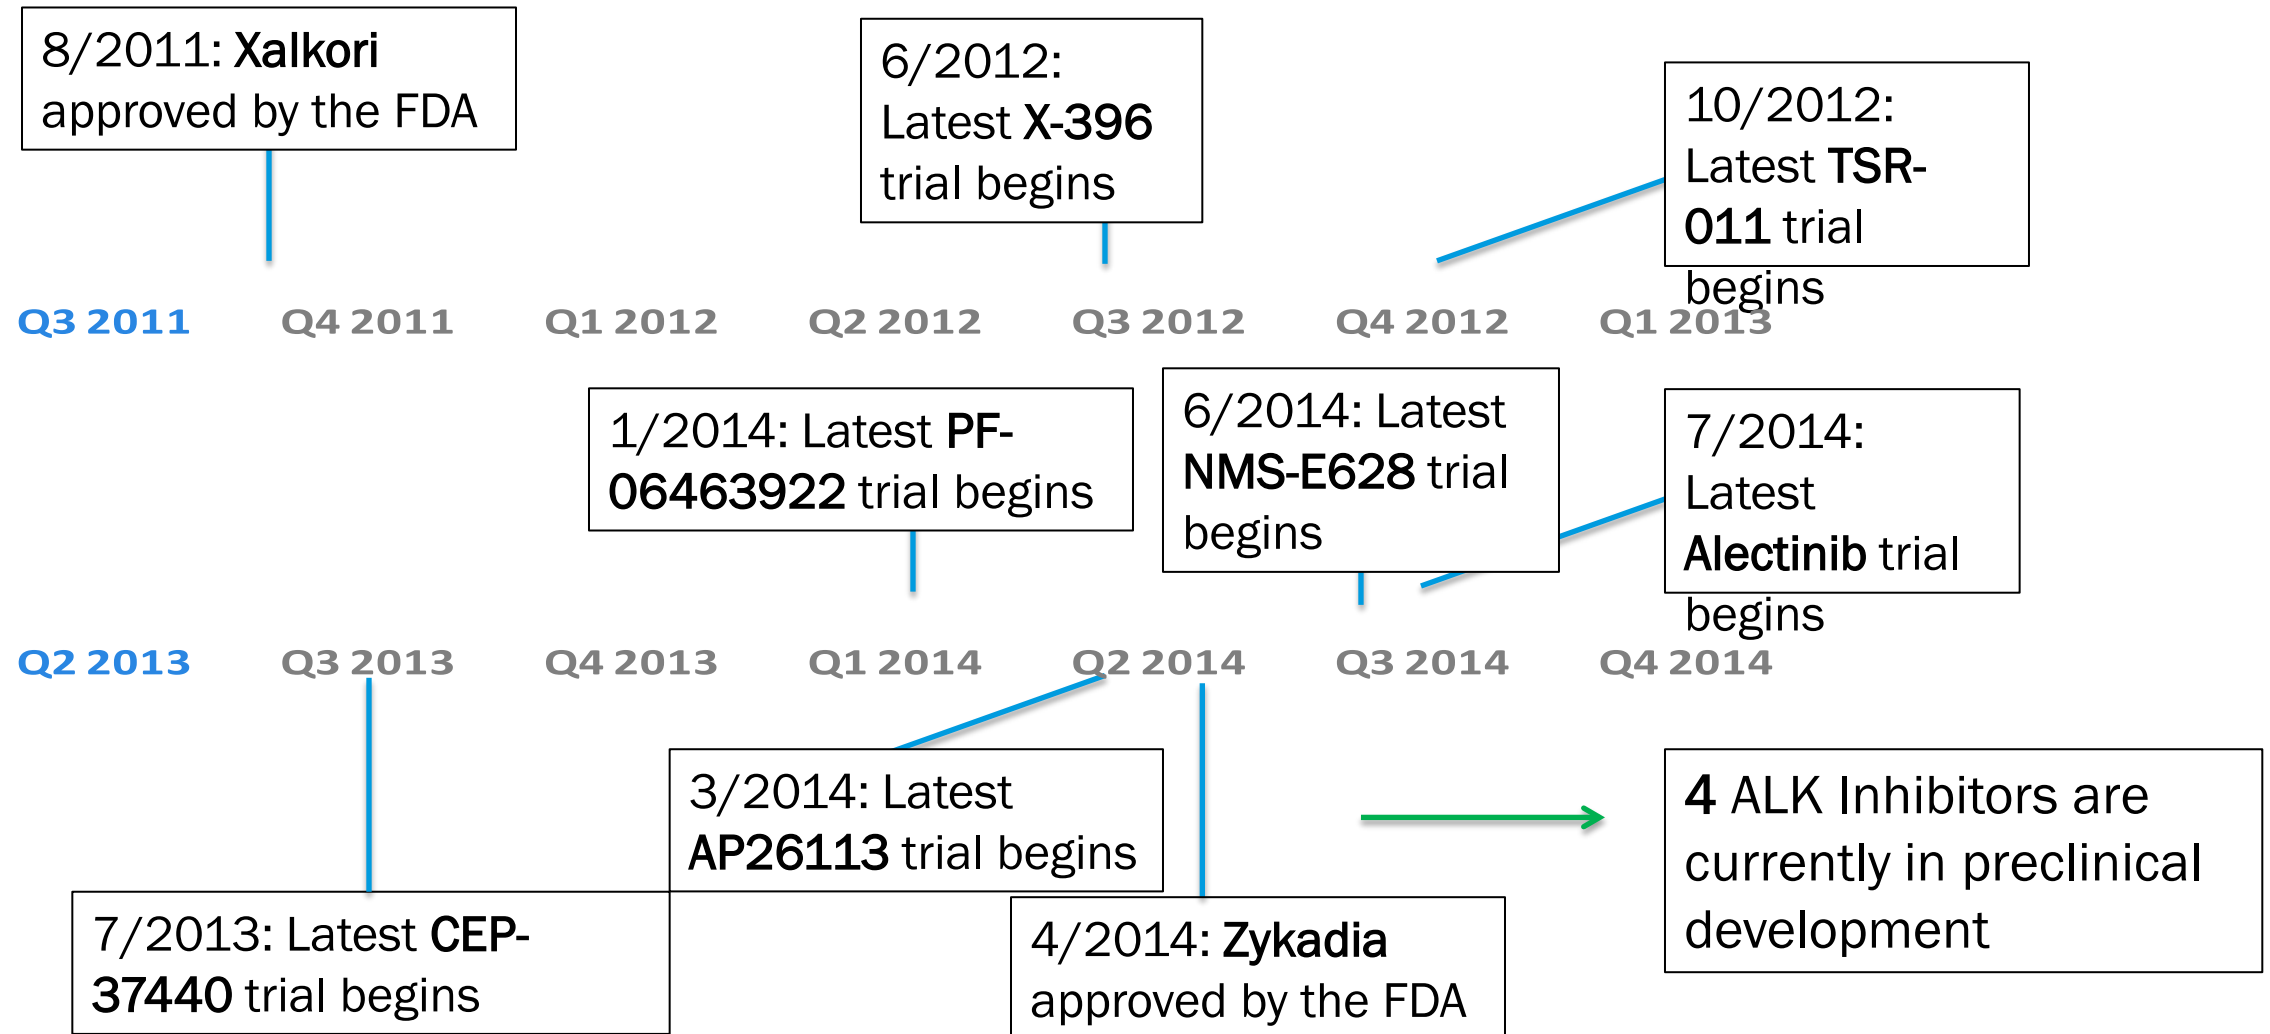 8/2011: Xalkori
approved by the FDA
6/2012:
Latest X-396
trial begins
10/2012:
Latest TSR-
011 trial
begins
Q3 2011
Q4 2011
Q1 2012
Q2 2012
Q3 2012
Q4 2012
Q1 2013
1/2014: Latest PF-
06463922 trial begins
6/2014: Latest
NMS-E628 trial
begins
7/2014:
Latest
Alectinib trial
begins
Q2 2013
Q3 2013
Q4 2013
Q1 2014
Q2 2014
Q3 2014
Q4 2014
7/2013: Latest CEP-
37440 trial begins
3/2014: Latest
AP26113 trial begins
4/2014: Zykadia
approved by the FDA
4 ALK Inhibitors are
currently in preclinical
development